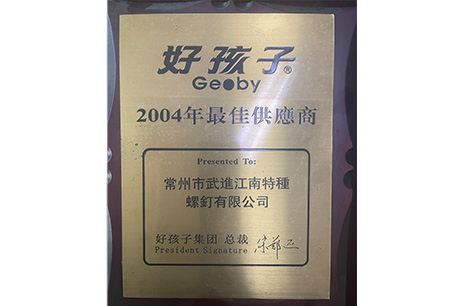 好孩子®
Geoby
2004年最佳供應商
Presented To:
常州市武進江南特種
螺釘有限公司
好孩子集团 总裁
President Signature